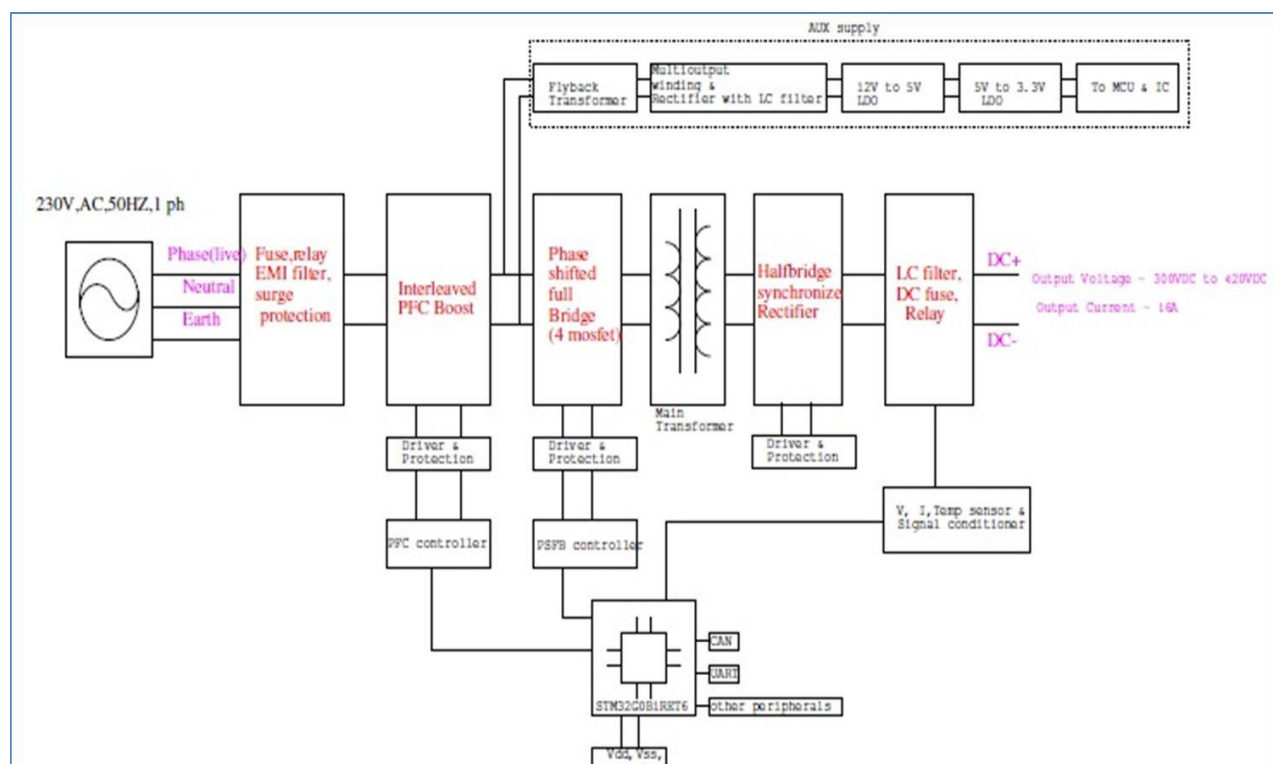 AUX supply
Flyback
Transformer
Multioutput
winding &
Rectifier with LC filter
12V to 5V
LDO
5V to 3.3V
LDO
To MCU & IC
230V,AC,50HZ,1 ph
Phase(live)
Neutral
Earth
Fuse,relay
EMI filter,
surge
protection
Interleaved
PFC Boost
Phase
shifted
full
Bridge
(4 mosfet)
Main
Transformer
Halfbridge
synchronize
Rectifier
LC filter,
DC fuse,
Relay
DC+
DC-
Output Voltage - 300VDC to 420VDC
Output Current - 16A
Driver &
Protection
Driver &
Protection
Driver &
Protection
PFC controller
PSFB controller
V, I,Temp sensor &
Signal conditioner
STM32G0B1RET6
CAN
UART
other peripherals
Vdd,Vss,